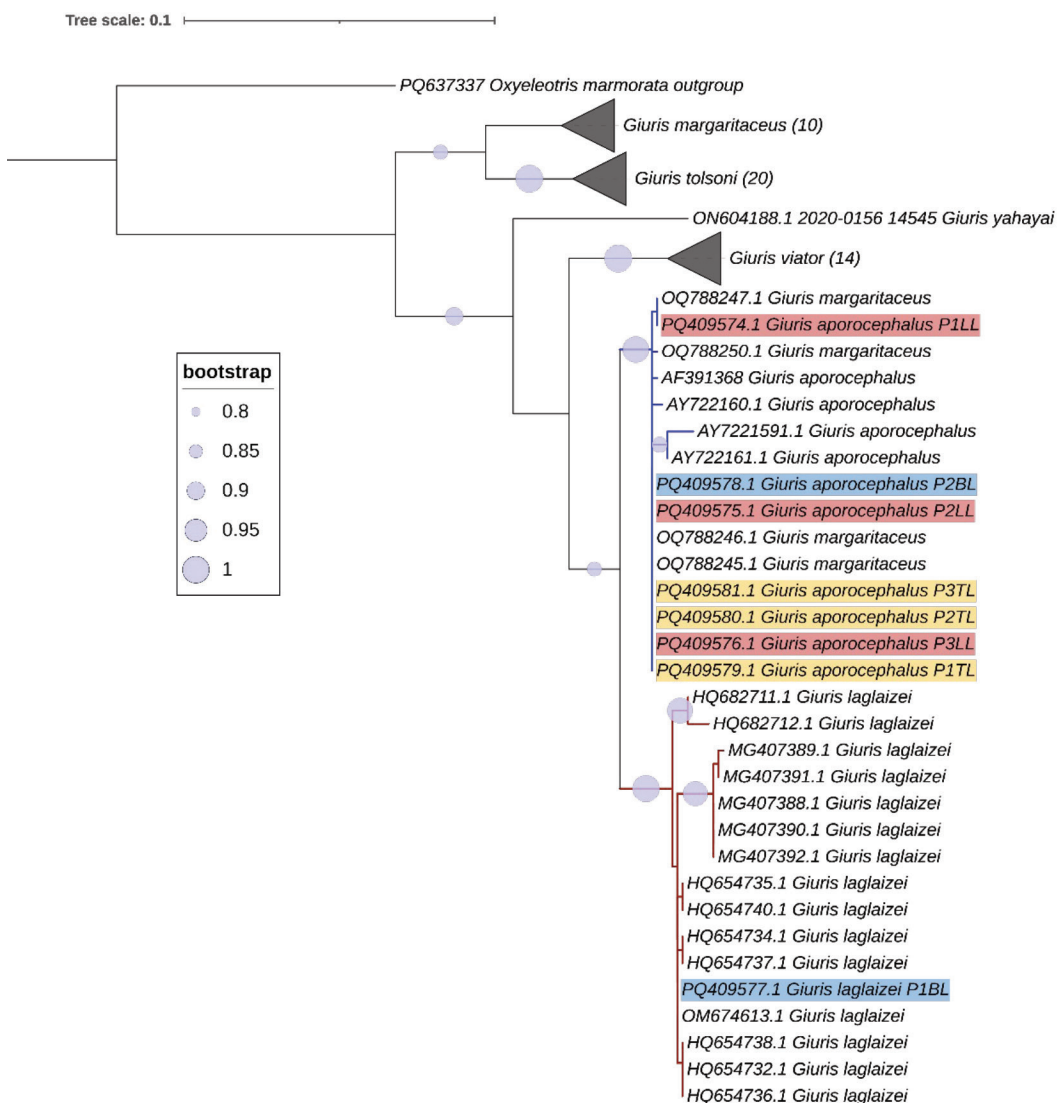 Tree scale: 0.1
PQ637337 Oxyeleotris marmorata outgroup
Giuris margaritaceus (10)
Giuris tolsoni (20)
ON604188.1 2020-0156 14545 Giuris yahayai
Giuris viator (14)
OQ788247.1 Giuris margaritaceus
PQ409574.1 Giuris aporocephalus P1LL
OQ788250.1 Giuris margaritaceus
AF391368 Giuris aporocephalus
AY722160.1 Giuris aporocephalus
AY7221591.1 Giuris aporocephalus
AY722161.1 Giuris aporocephalus
PQ409578.1 Giuris aporocephalus P2BL
PQ409575.1 Giuris aporocephalus P2LL
OQ788246.1 Giuris margaritaceus
OQ788245.1 Giuris margaritaceus
PQ409581.1 Giuris aporocephalus P3TL
PQ409580.1 Giuris aporocephalus P2TL
PQ409576.1 Giuris aporocephalus P3LL
PQ409579.1 Giuris aporocephalus P1TL
HQ682711.1 Giuris laglaizei
HQ682712.1 Giuris laglaizei
MG407389.1 Giuris laglaizei
MG407391.1 Giuris laglaizei
MG407388.1 Giuris laglaizei
MG407390.1 Giuris laglaizei
MG407392.1 Giuris laglaizei
HQ654735.1 Giuris laglaizei
HQ654740.1 Giuris laglaizei
HQ654734.1 Giuris laglaizei
HQ654737.1 Giuris laglaizei
PQ409577.1 Giuris laglaizei P1BL
OM674613.1 Giuris laglaizei
HQ654738.1 Giuris laglaizei
HQ654732.1 Giuris laglaizei
HQ654736.1 Giuris laglaizei
bootstrap
0.8
0.85
0.9
0.95
1